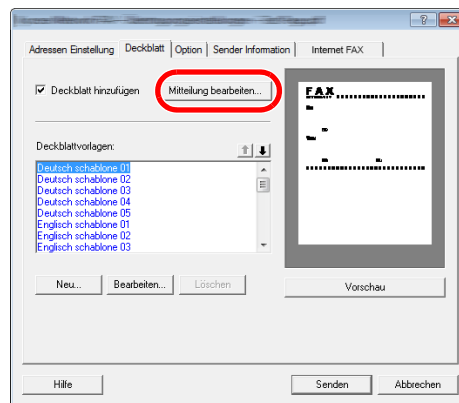 Adressen Einstellung Deckblatt Option Sender Information Internet FAX
Deckblatt hinzufügen Mitteilung bearbeiten...
FAX
Deckblattvorlagen:
Deutsch schablone 01
Deutsch schablone 02
Deutsch schablone 03
Deutsch schablone 04
Deutsch schablone 05
Englisch schablone 01
Englisch schablone 02
Englisch schablone 03
Neu... Bearbeiten... Löschen Vorschau
Hilfe Senden Abbrechen